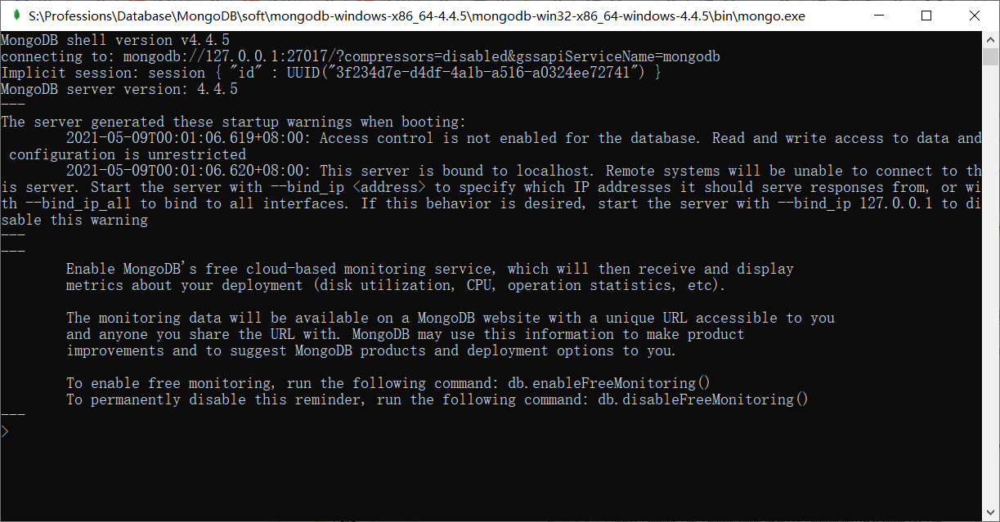 S:\Professions\Database\MongoDB\soft\mongodb-windows-x86_64-4.4.5\mongodb-win32-x86_64-windows-4.4.5\bin\mongo.exe
MongoDB shell version v4.4.5
connecting to: mongodb://127.0.0.1:27017/?compressors=disabled&gssapiServiceName=mongodb
Implicit session: session { "id" : UUID("3f234d7e-d4df-4a1b-a516-a0324ee72741") }
MongoDB server version: 4.4.5
---
The server generated these startup warnings when booting:
        2021-05-09T00:01:06.619+08:00: Access control is not enabled for the database. Read and write access to data and
 configuration is unrestricted
        2021-05-09T00:01:06.620+08:00: This server is bound to localhost. Remote systems will be unable to connect to th
is server. Start the server with --bind_ip <address> to specify which IP addresses it should serve responses from, or wi
th --bind_ip_all to bind to all interfaces. If this behavior is desired, start the server with --bind_ip 127.0.0.1 to di
sable this warning
---
---
        Enable MongoDB's free cloud-based monitoring service, which will then receive and display
        metrics about your deployment (disk utilization, CPU, operation statistics, etc).

        The monitoring data will be available on a MongoDB website with a unique URL accessible to you
        and anyone you share the URL with. MongoDB may use this information to make product
        improvements and to suggest MongoDB products and deployment options to you.

        To enable free monitoring, run the following command: db.enableFreeMonitoring()
        To permanently disable this reminder, run the following command: db.disableFreeMonitoring()
---
>